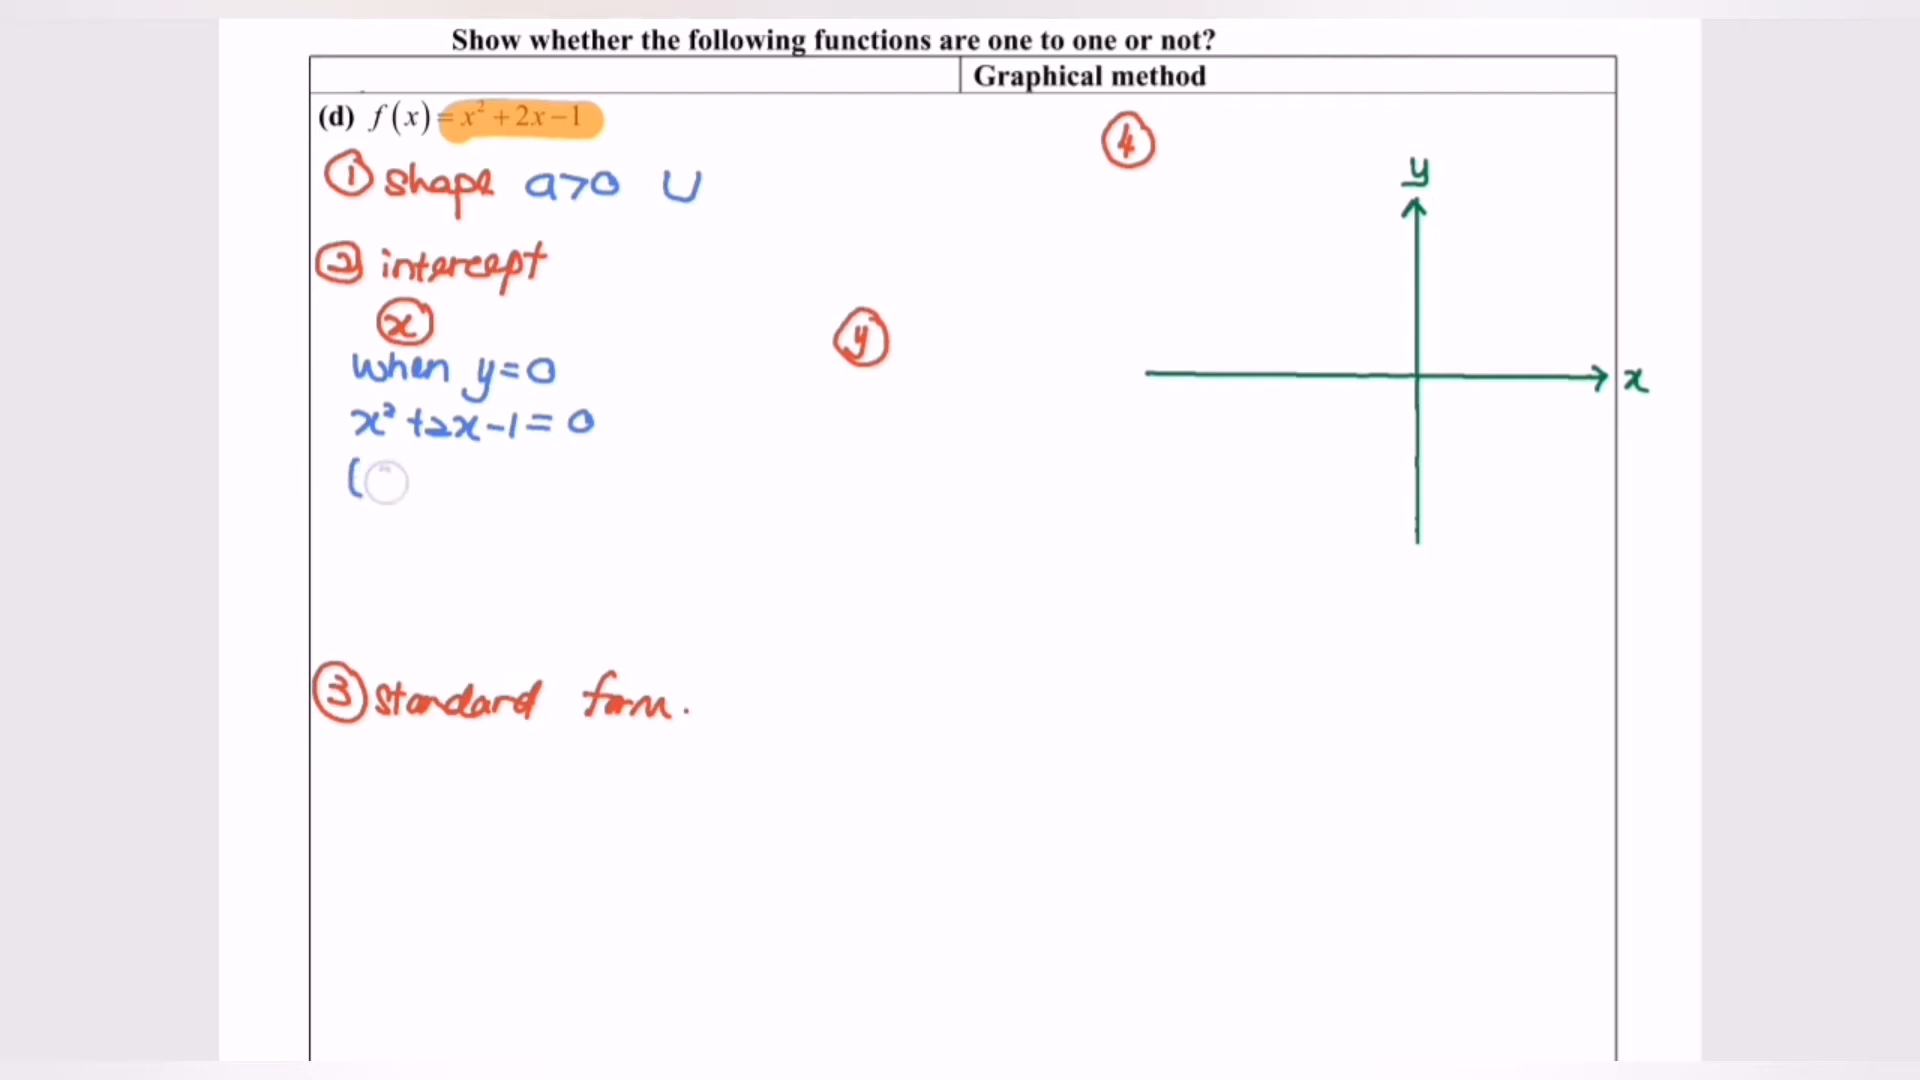 Show whether the following functions are one to one or not?
Graphical method
(d) f(x) = x² + 2x − 1
① shape a>0 ∪
② intercept
ⓧ
when y=0
x² +2x-1 = 0
(
ⓨ
④
y
x
③ standard form.